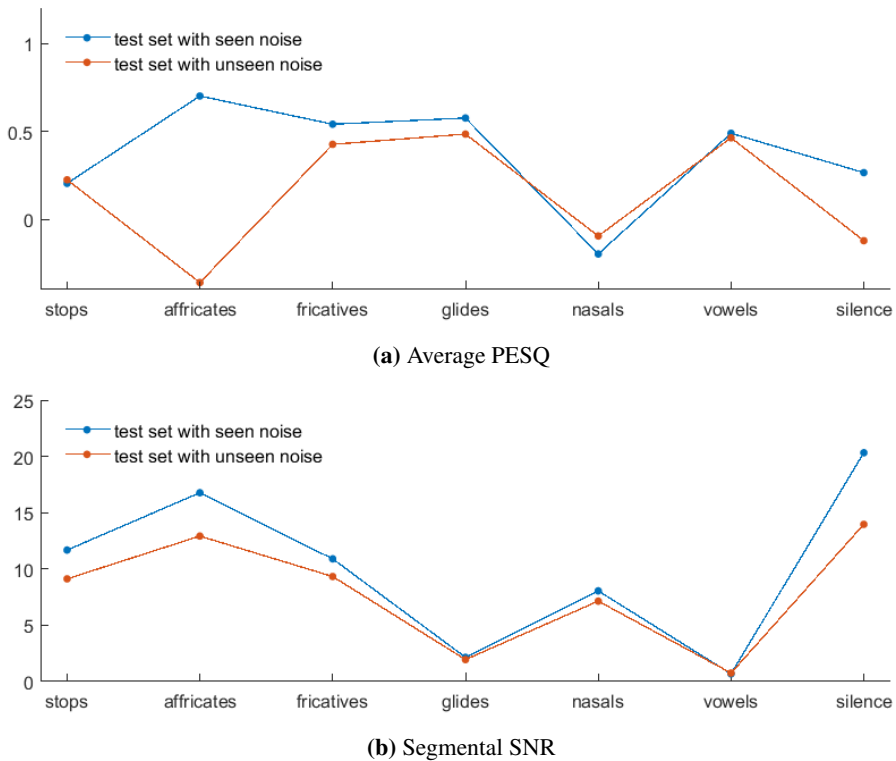 1
test set with seen noise
test set with unseen noise
0.5
0
stops affricates fricatives glides nasals vowels silence
(a) Average PESQ
25
test set with seen noise
20
test set with unseen noise
15
10
5
0
stops affricates fricatives glides nasals vowels silence
(b) Segmental SNR